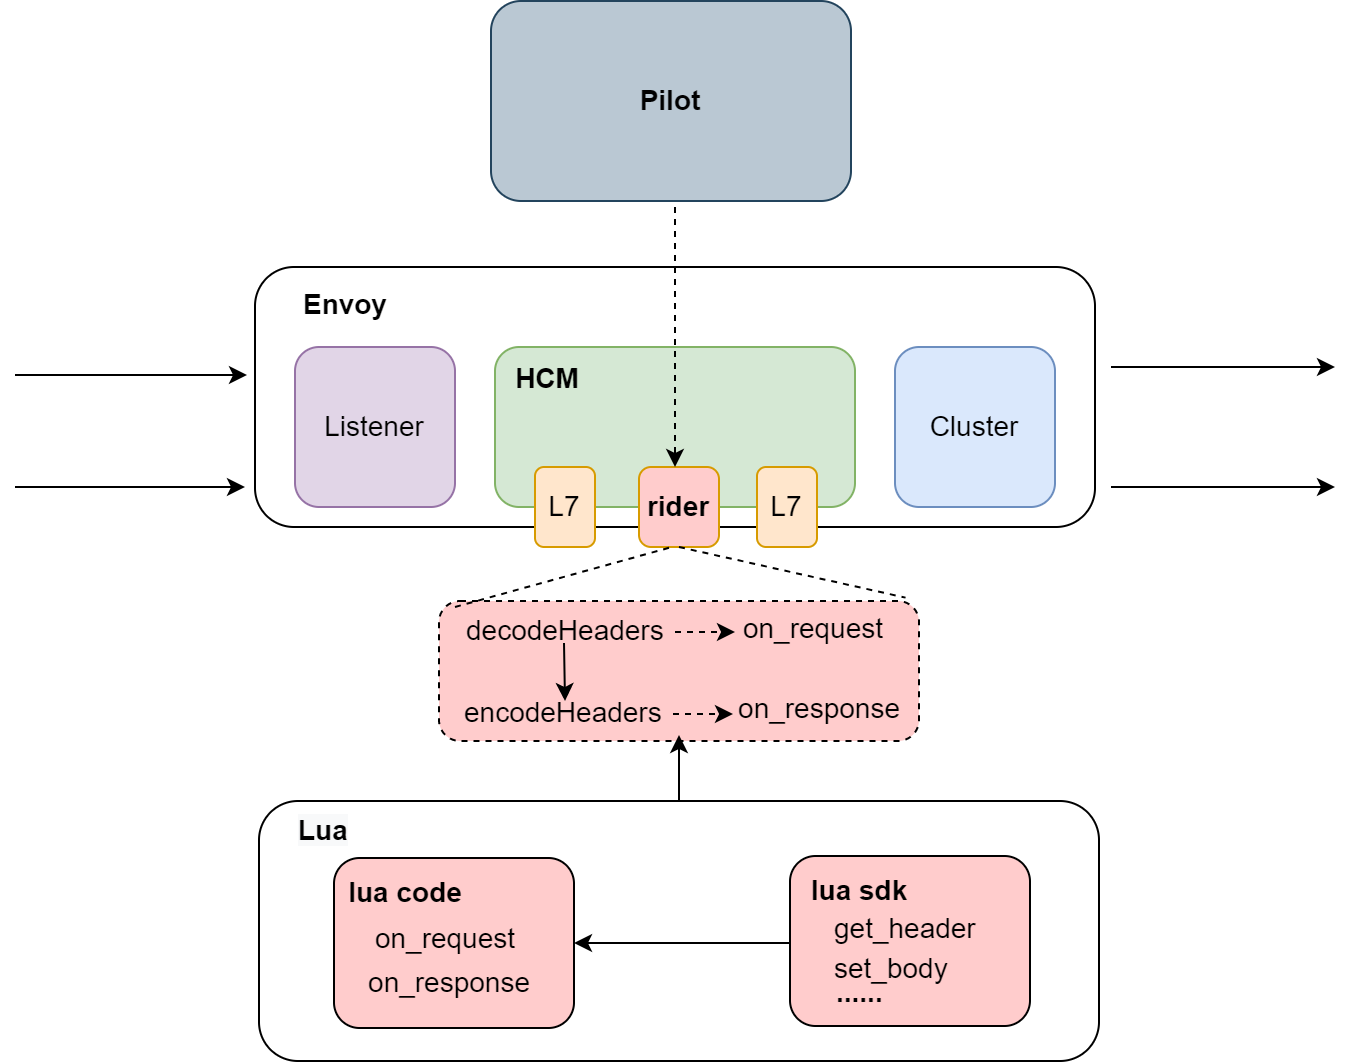 Pilot
Envoy
Listener
HCM
Cluster
L7
rider
L7
decodeHeaders
on_request
encodeHeaders
on_response
Lua
lua code
on_request
on_response
lua sdk
get_header
set_body
......